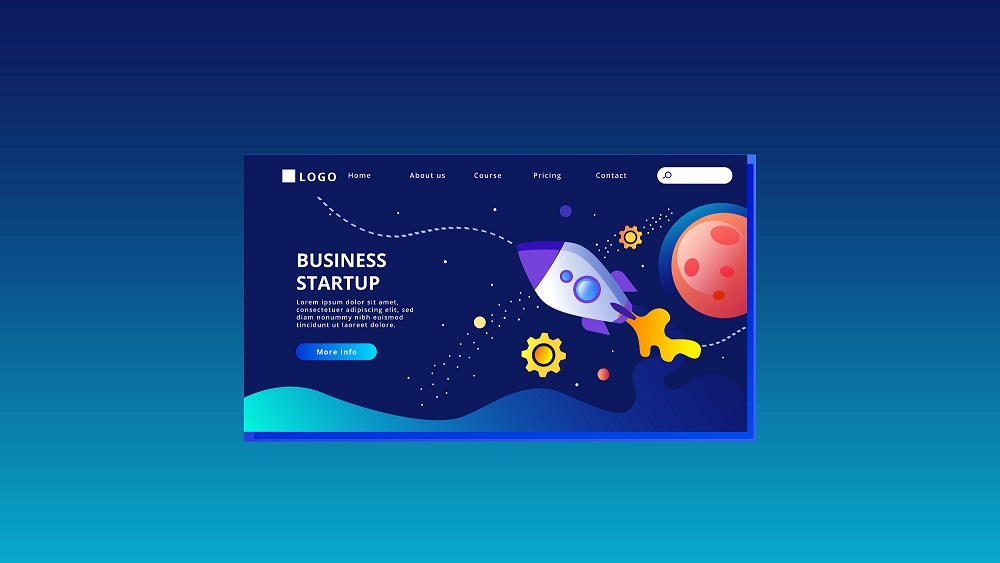 LOGO Home About us Course Pricing Contact
BUSINESS
STARTUP
Lorem ipsum dolor sit amet,
consectetuer adipiscing elit, sed
diam nonummy nibh euismod
tincidunt ut laoreet dolore.
More Info